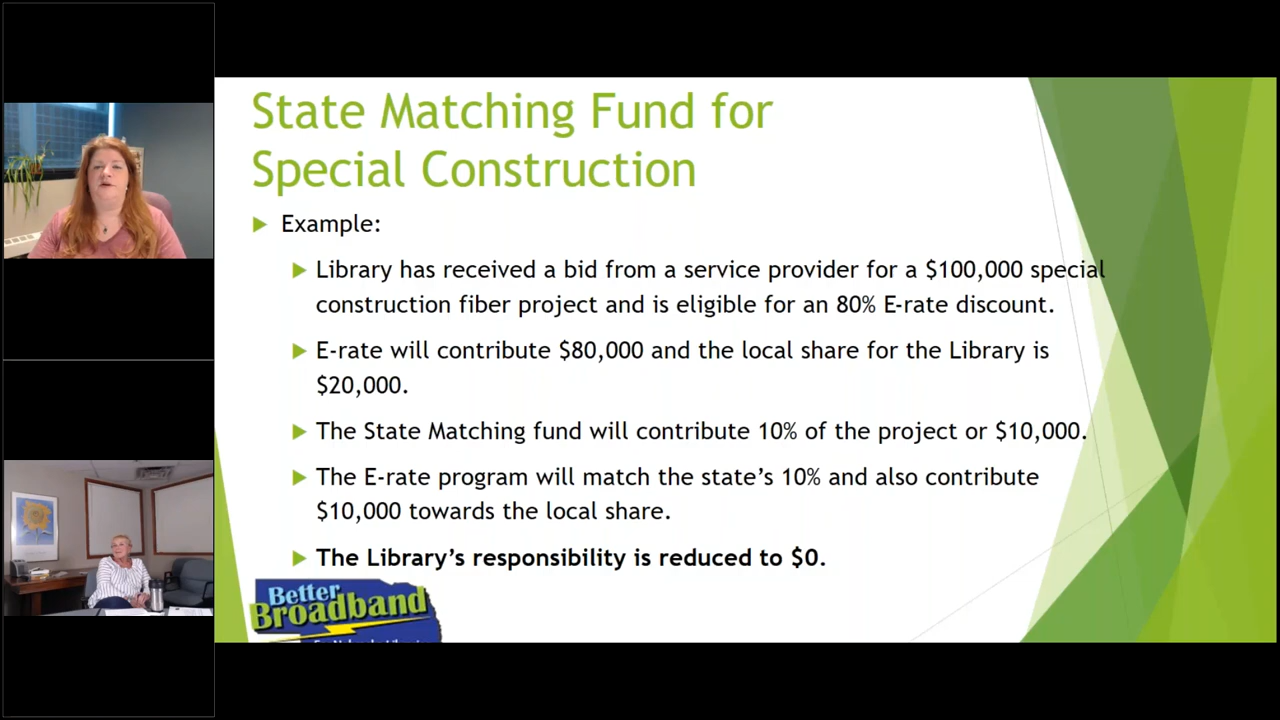 State Matching Fund for
Special Construction
Example:
Library has received a bid from a service provider for a $100,000 special
construction fiber project and is eligible for an 80% E-rate discount.
E-rate will contribute $80,000 and the local share for the Library is
$20,000.
The State Matching fund will contribute 10% of the project or $10,000.
The E-rate program will match the state's 10% and also contribute
$10,000 towards the local share.
The Library's responsibility is reduced to $0.
Better
Broadband